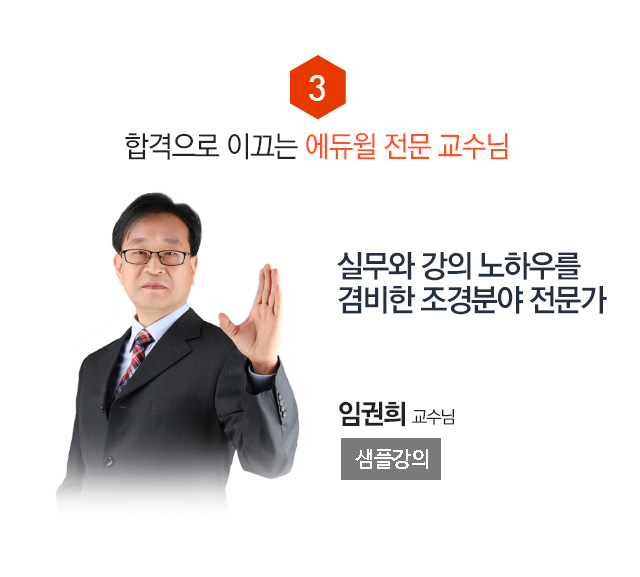 3
합격으로 이끄는 에듀윌 전문 교수님
실무와 강의 노하우를
겸비한 조경분야 전문가
임권희 교수님
샘플강의